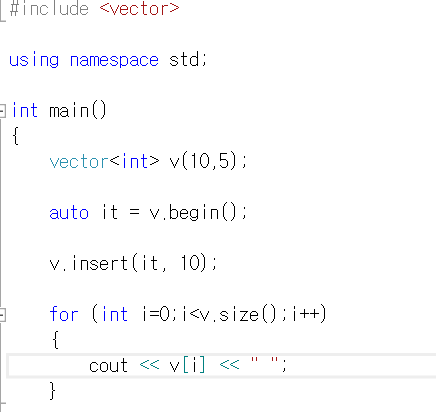 #include <vector>
using namespace std;
int main()
{
vector<int> v(10,5);
auto it = v.begin();
v.insert(it, 10);
for (int i=0;i<v.size();i++)
{
cout << v[i] << " ";
}